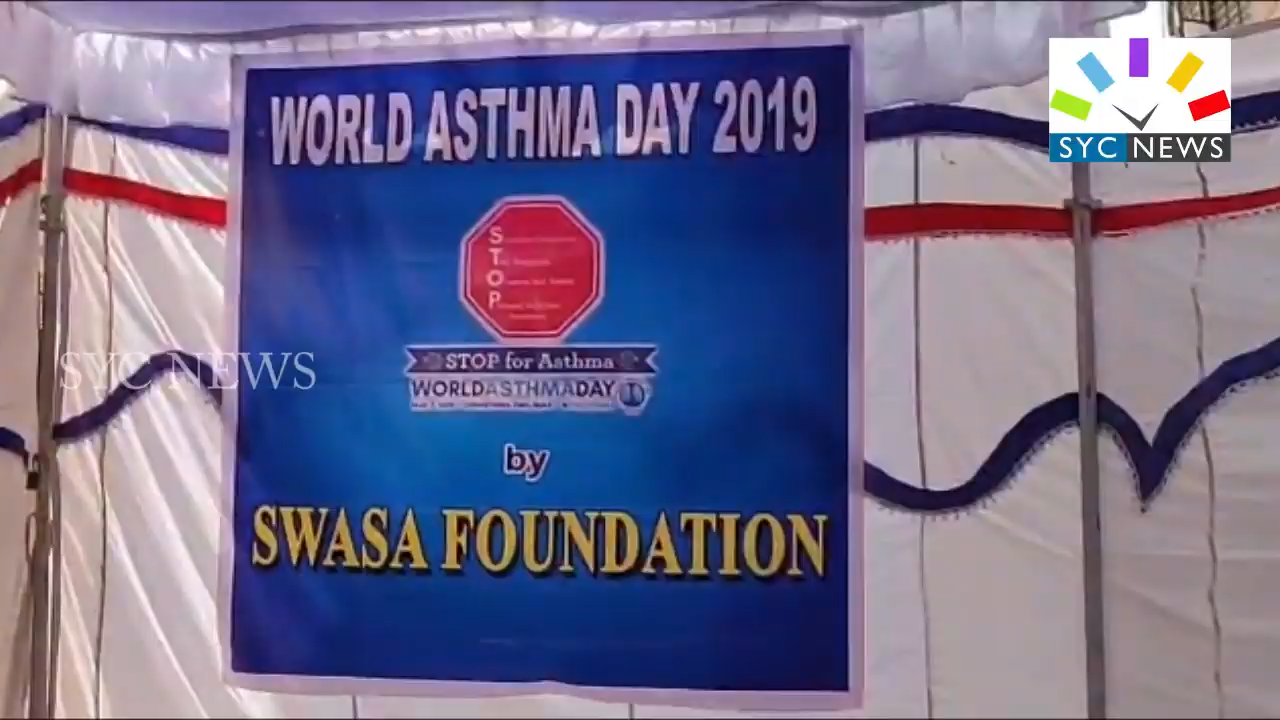 WORLD ASTHMA DAY 2019
SYC NEWS
S
T
O
P
STOP for Asthma
SYC NEWS
WORLDASTHMADAY
by
SWASA FOUNDATION